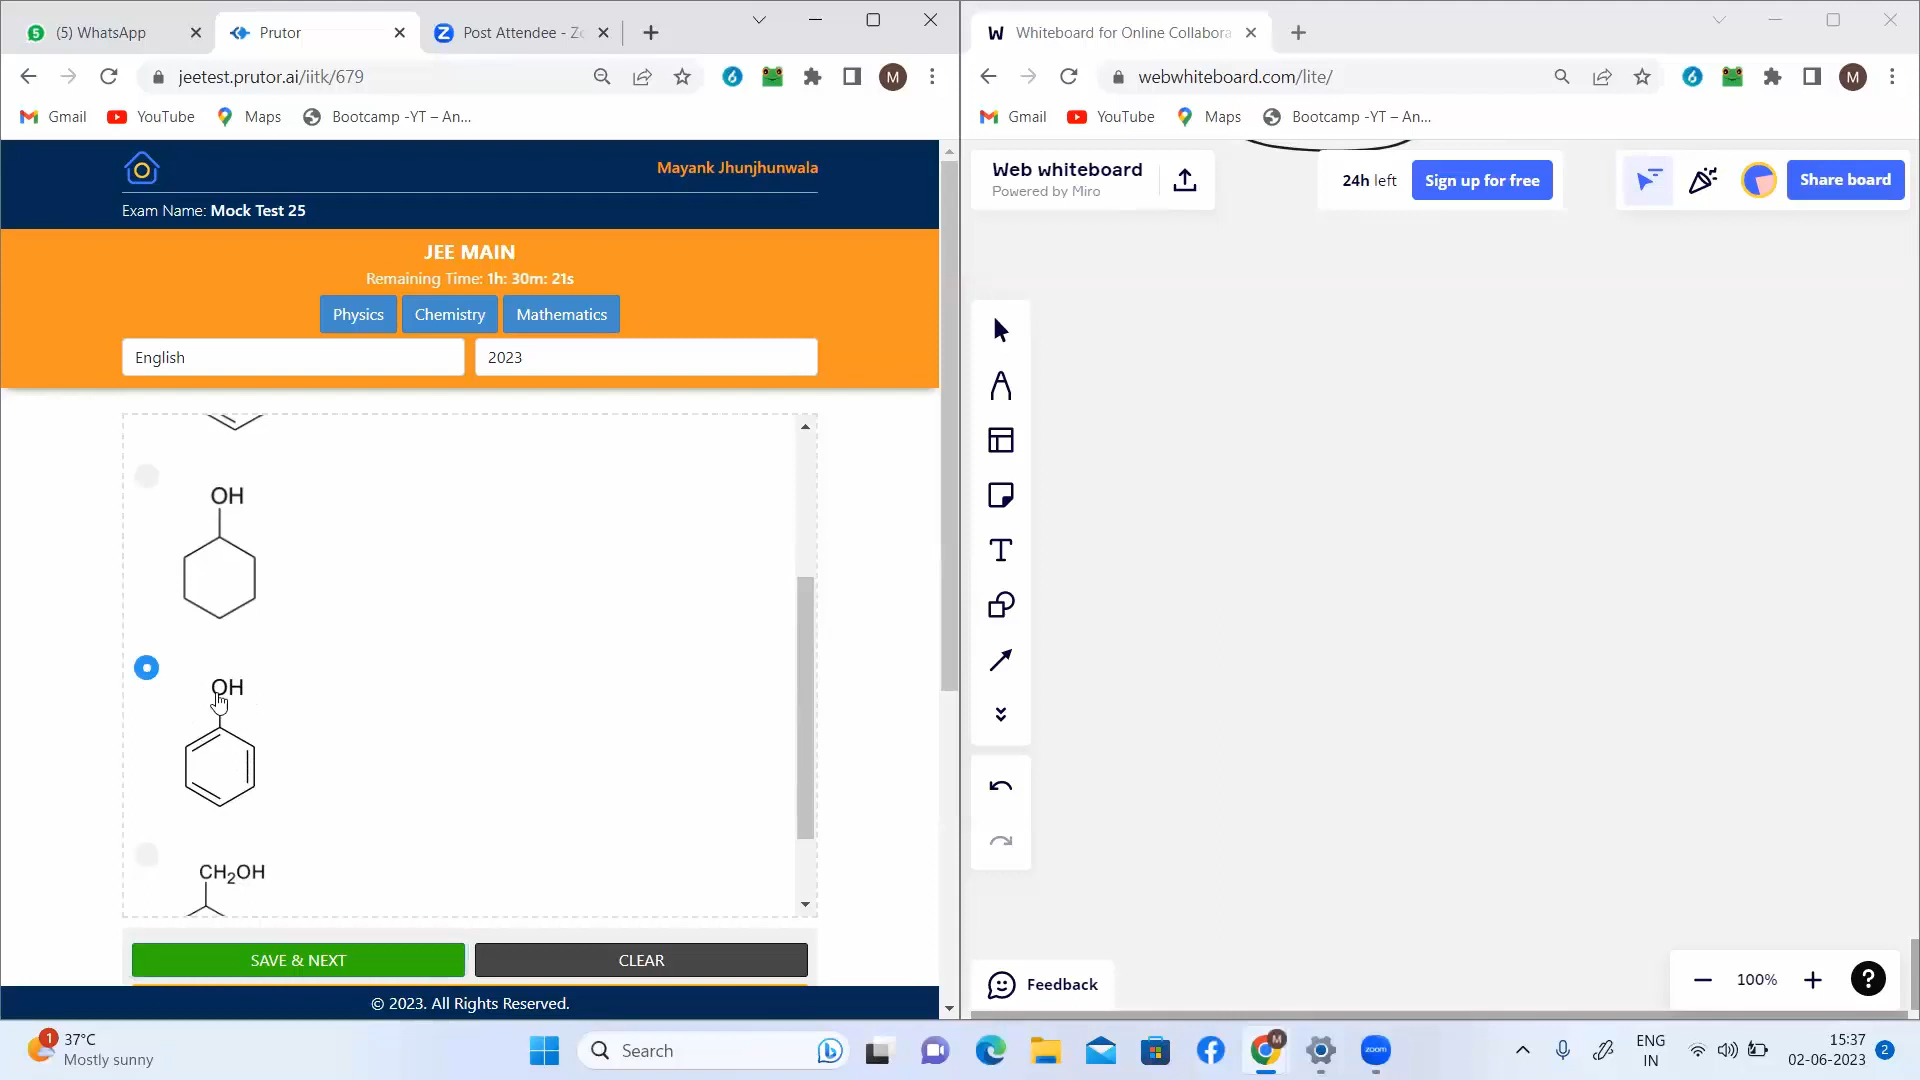 (5) WhatsApp
Prutor
Post Attendee - Zo
jeetest.prutor.ai/iitk/679
M
Gmail
YouTube
Maps
Bootcamp -YT – An...
Mayank Jhunjhunwala
Exam Name: Mock Test 25
JEE MAIN
Remaining Time: 1h: 30m: 21s
Physics
Chemistry
Mathematics
English
2023
OH
OH
CH2OH
SAVE & NEXT
CLEAR
© 2023. All Rights Reserved.
Whiteboard for Online Collabora
webwhiteboard.com/lite/
M
Gmail
YouTube
Maps
Bootcamp -YT – An...
Web whiteboard
Powered by Miro
24h left
Sign up for free
Share board
Feedback
100%
1
37°C
Mostly sunny
Search
M
zoom
ENG
IN
15:37
02-06-2023
2